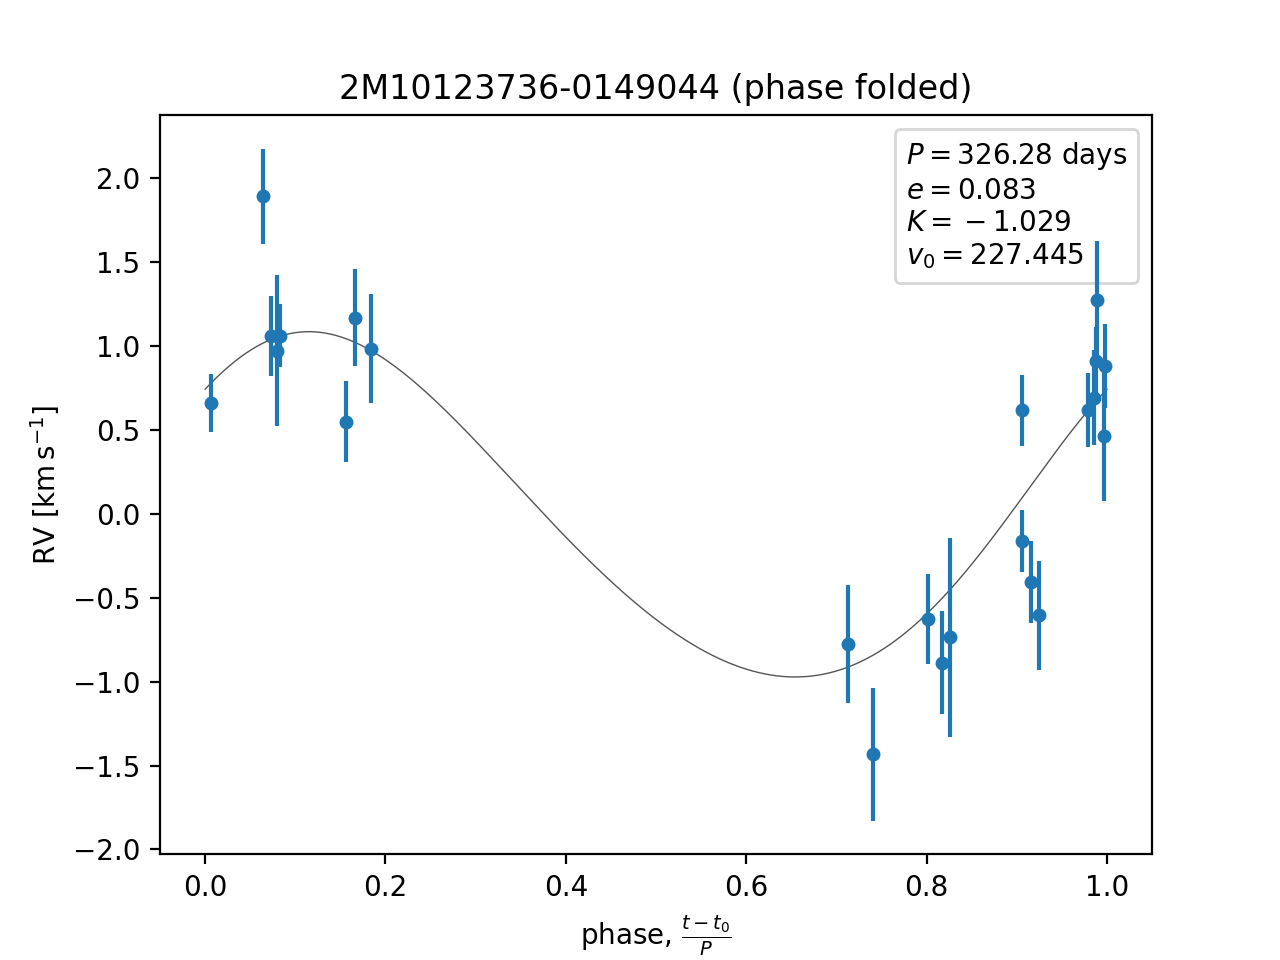 2M10123736-0149044 (phase folded)
P = 326.28 days
e = 0.083
K = −1.029
v₀ = 227.445
RV [km s⁻¹]
2.0
1.5
1.0
0.5
0.0
−0.5
−1.0
−1.5
−2.0
0.0 0.2 0.4 0.6 0.8 1.0
phase, (t − t₀)/P